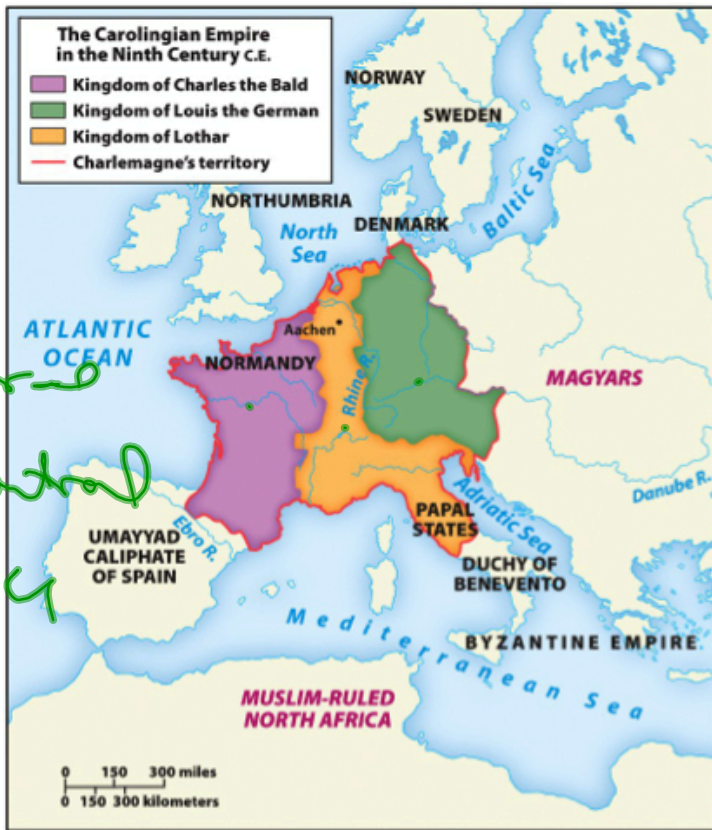 The Carolingian Empire
in the Ninth Century C.E.
Kingdom of Charles the Bald
Kingdom of Louis the German
Kingdom of Lothar
Charlemagne's territory
NORWAY
SWEDEN
Baltic Sea
NORTHUMBRIA
DENMARK
North
Sea
ATLANTIC
OCEAN
Aachen
NORMANDY
Rhine R.
MAGYARS
Danube R.
Adriatic Sea
PAPAL
STATES
Ebro R.
UMAYYAD
CALIPHATE
OF SPAIN
DUCHY OF
BENEVENTO
Mediterranean Sea
BYZANTINE EMPIRE
MUSLIM-RULED
NORTH AFRICA
0 150 300 miles
0 150 300 kilometers